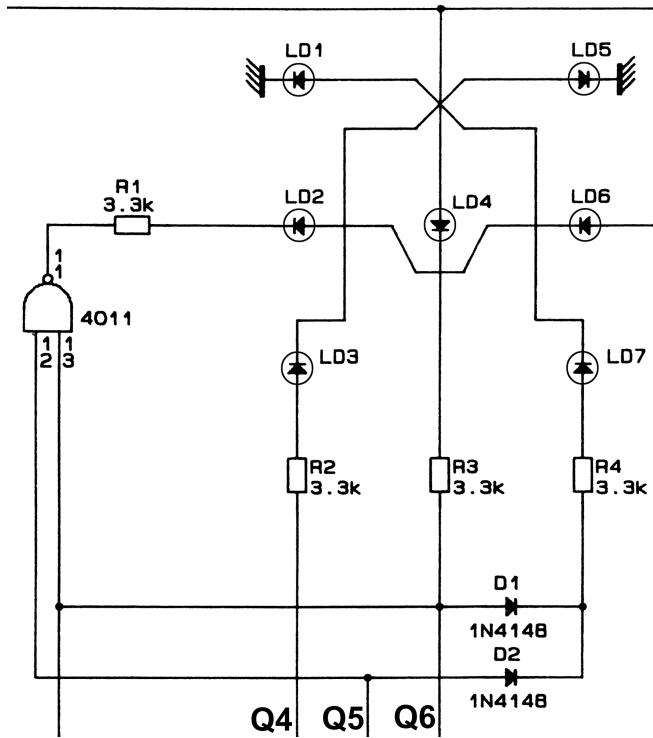 LD1
LD5
R1
3.3k
LD2
LD4
LD6
1
1
4011
1 1
2 3
LD3
LD7
R2
3.3k
R3
3.3k
R4
3.3k
D1
1N4148
D2
1N4148
Q4 Q5 Q6